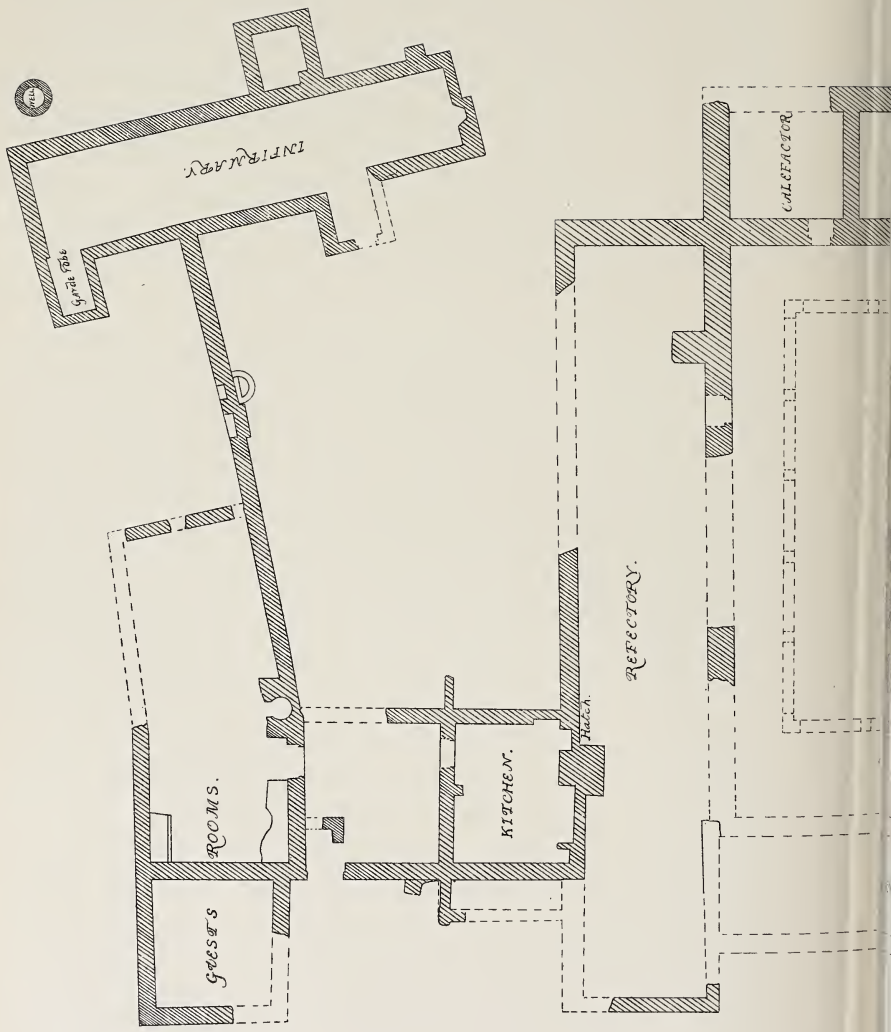 WELL
INFIRMARY.
Garde Robe
CALEFACTOR
REFECTORY.
Hatch.
KITCHEN.
ROOMS.
GUESTS